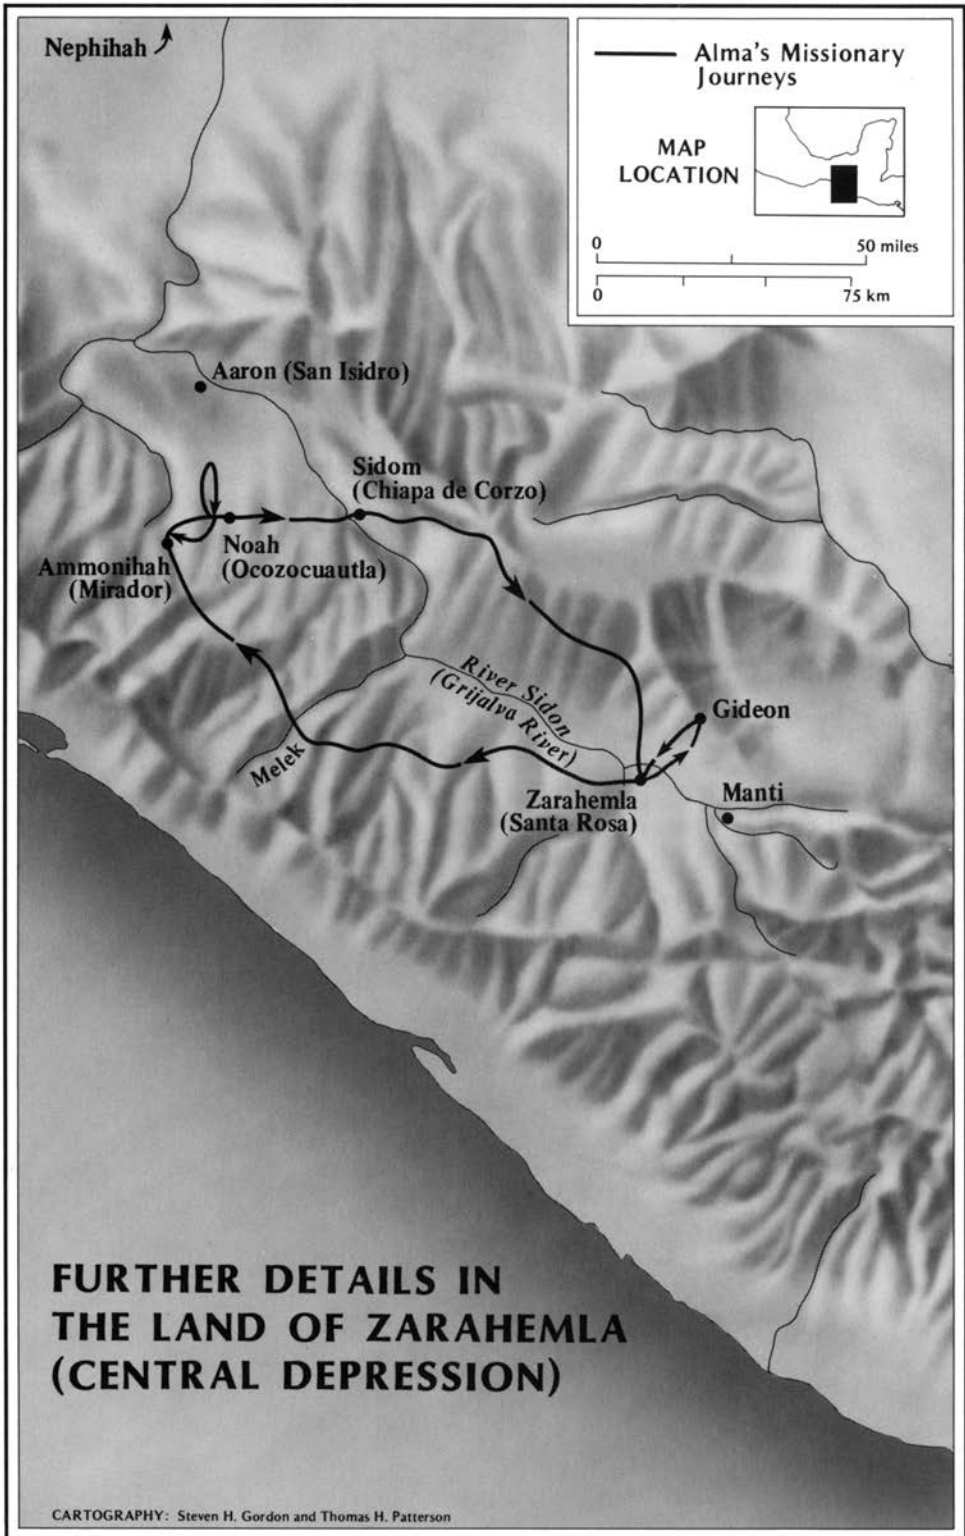 Nephihah
Alma's Missionary
Journeys
MAP
LOCATION
0
50 miles
0
75 km
Aaron (San Isidro)
Sidom
(Chiapa de Corzo)
Noah
(Ocozocuautla)
Ammonihah
(Mirador)
River Sidon
(Grijalva River)
Gideon
Melek
Zarahemla
(Santa Rosa)
Manti
FURTHER DETAILS IN
THE LAND OF ZARAHEMLA
(CENTRAL DEPRESSION)
CARTOGRAPHY: Steven H. Gordon and Thomas H. Patterson